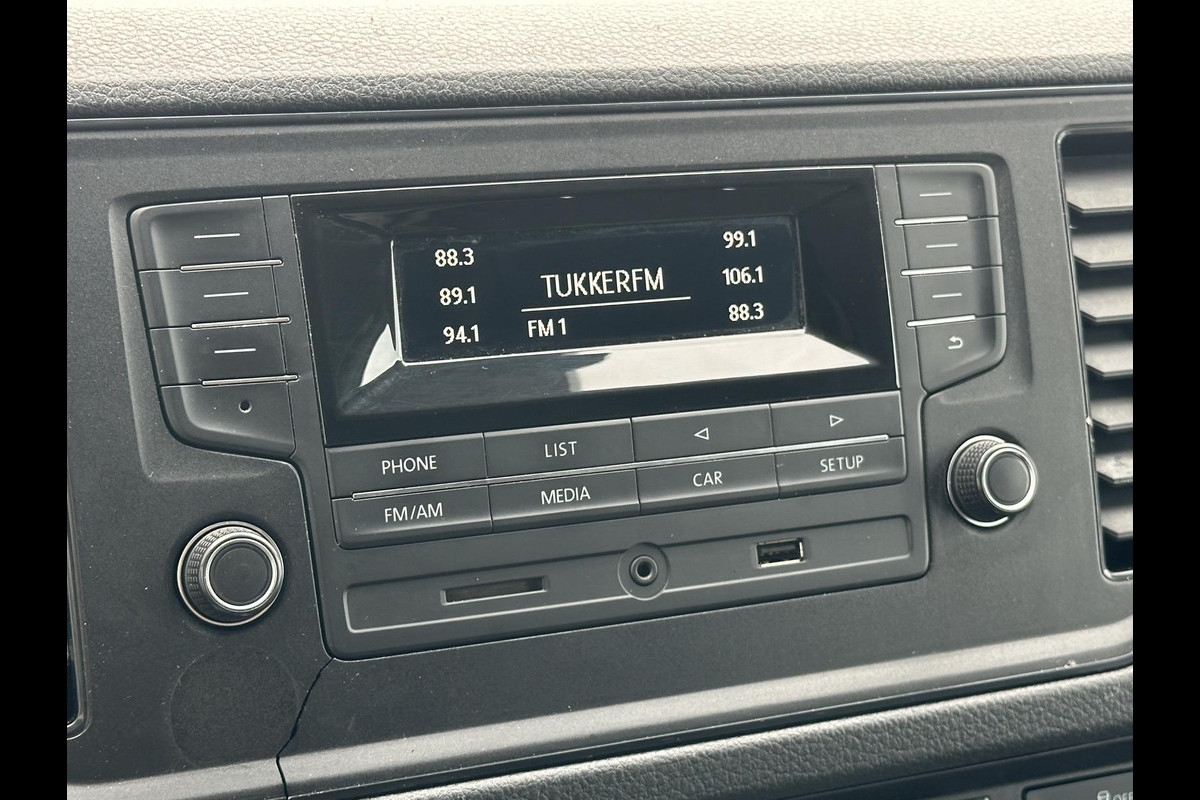 88.3
89.1
94.1
TUKKERFM
FM 1
99.1
106.1
88.3
PHONE
LIST
FM/AM
MEDIA
CAR
SETUP
OFF